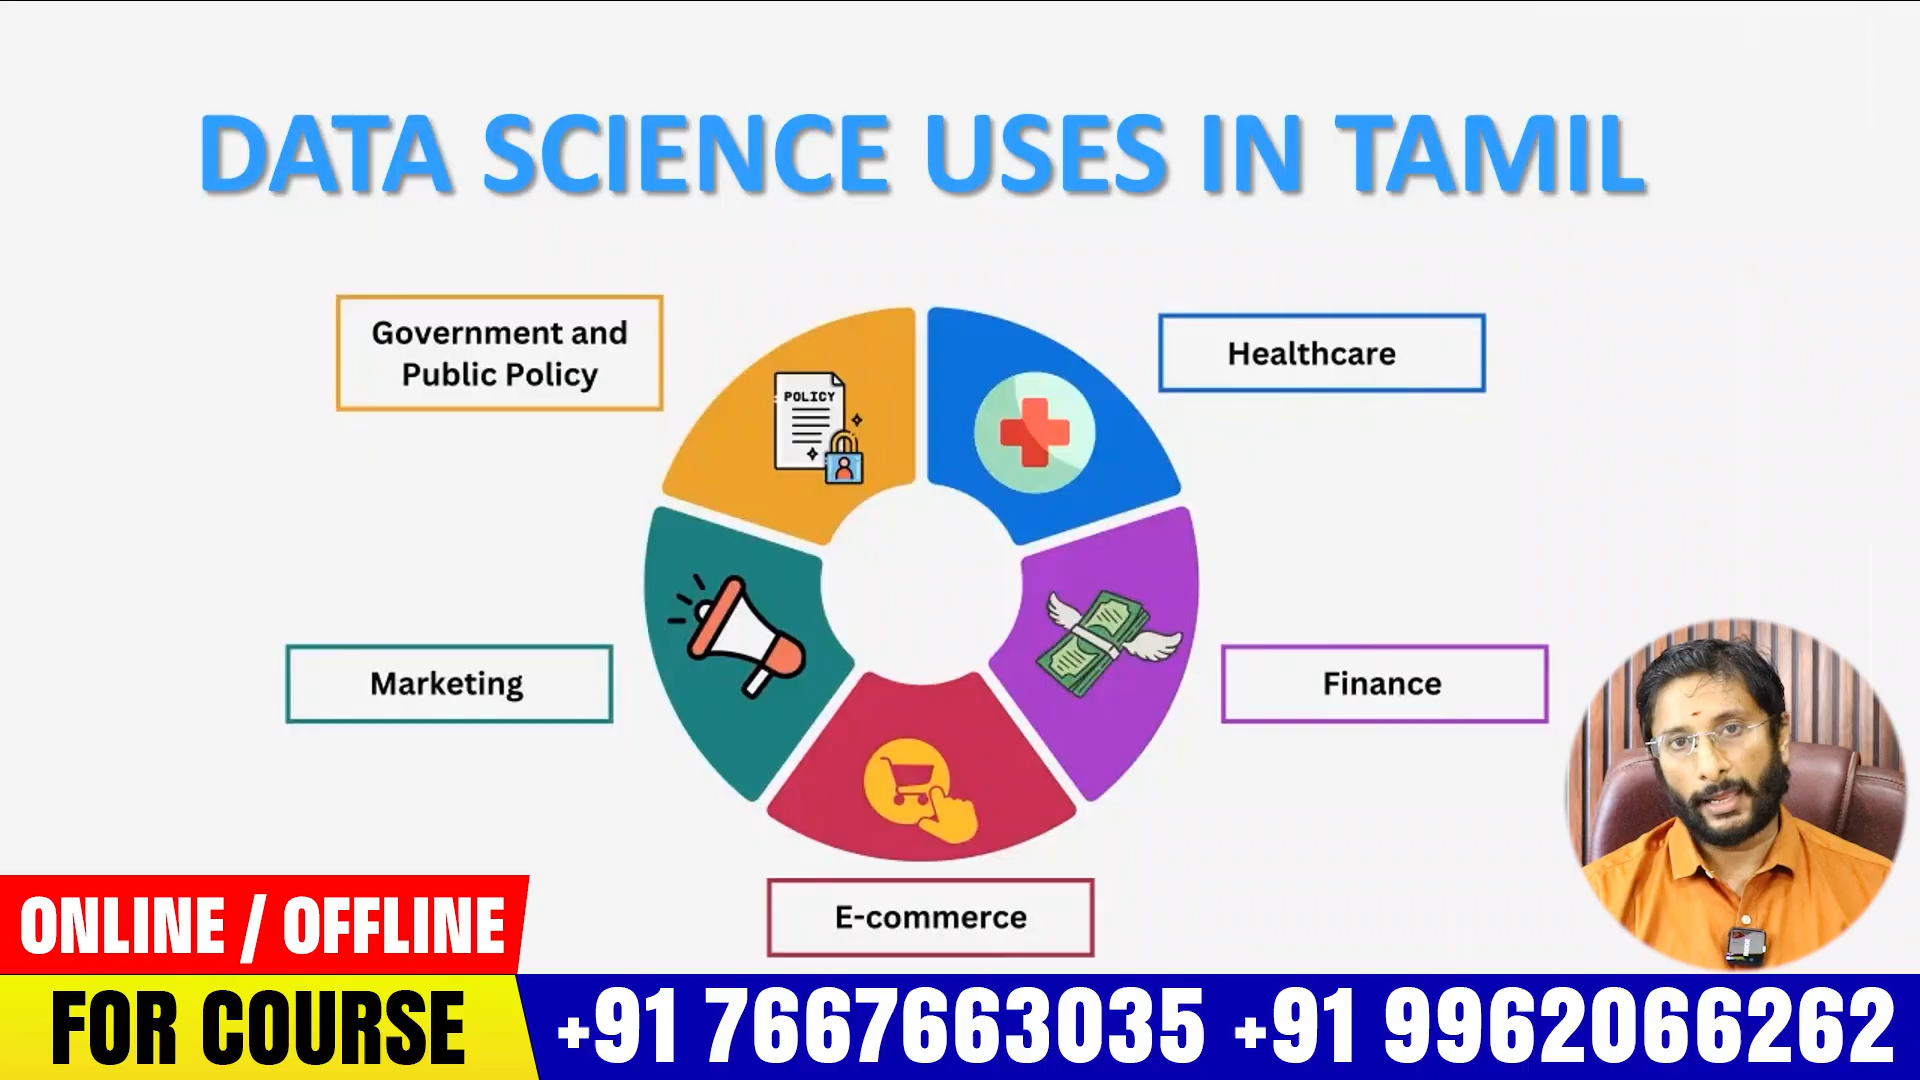 DATA SCIENCE USES IN TAMIL
Government and
Public Policy
POLICY
Healthcare
Marketing
Finance
E-commerce
ONLINE / OFFLINE
FOR COURSE
+91 7667663035 +91 9962066262